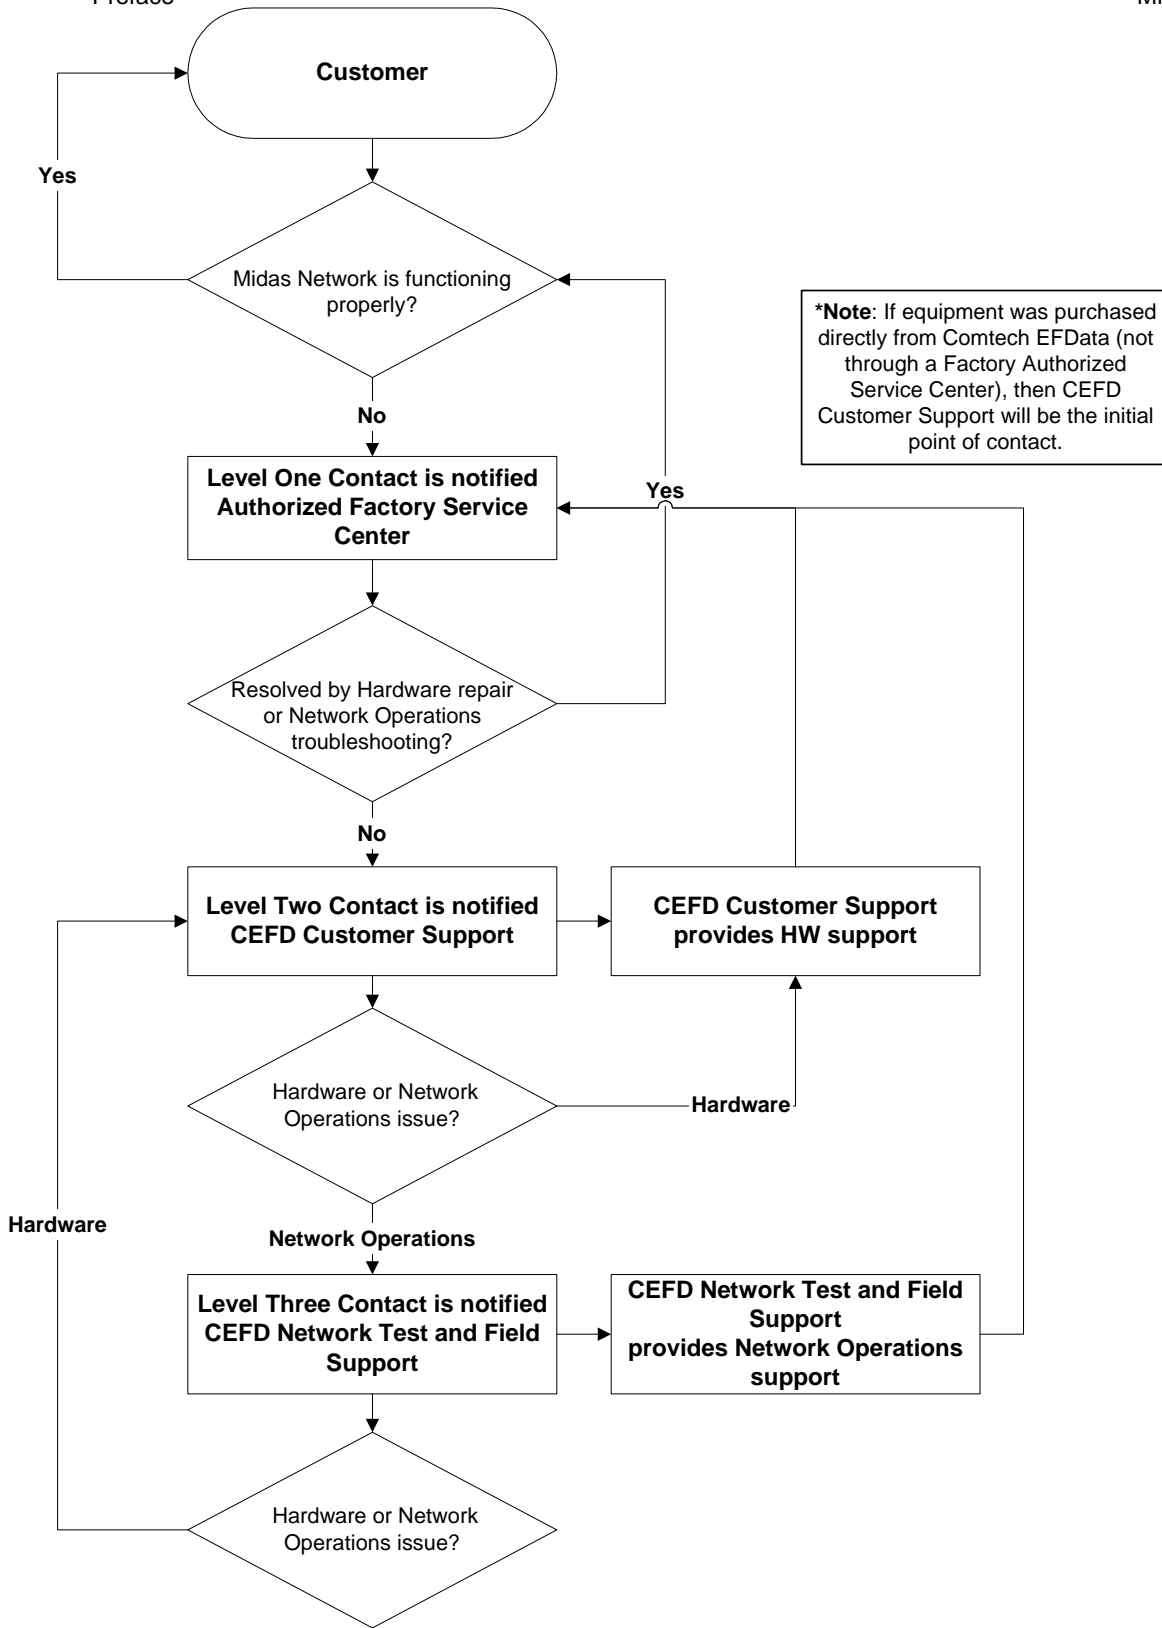 Preface
Customer
Yes
Midas Network is functioning
properly?
*Note: If equipment was purchased
directly from Comtech EFData (not
through a Factory Authorized
Service Center), then CEFD
Customer Support will be the initial
point of contact.
No
Level One Contact is notified
Authorized Factory Service
Center
Yes
Resolved by Hardware repair
or Network Operations
troubleshooting?
No
Level Two Contact is notified
CEFD Customer Support
CEFD Customer Support
provides HW support
Hardware or Network
Operations issue?
Hardware
Hardware
Network Operations
Level Three Contact is notified
CEFD Network Test and Field
Support
CEFD Network Test and Field
Support
provides Network Operations
support
Hardware or Network
Operations issue?